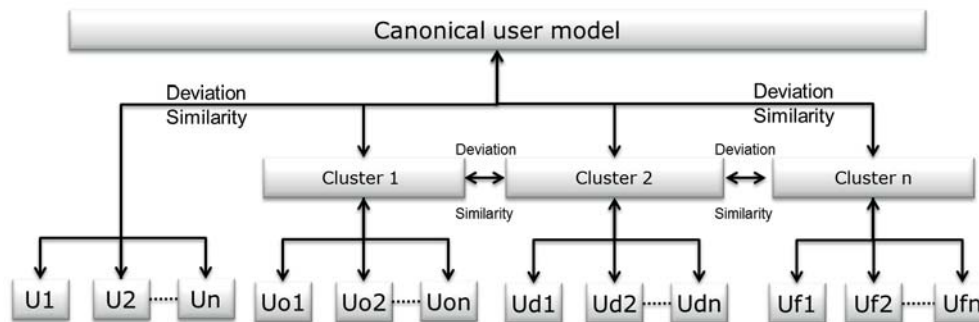 Canonical user model
Deviation
Similarity
Deviation
Similarity
Deviation
Deviation
Cluster 1
Cluster 2
Cluster n
Similarity
Similarity
U1
U2
Un
Uo1
Uo2
Uon
Ud1
Ud2
Udn
Uf1
Uf2
Ufn